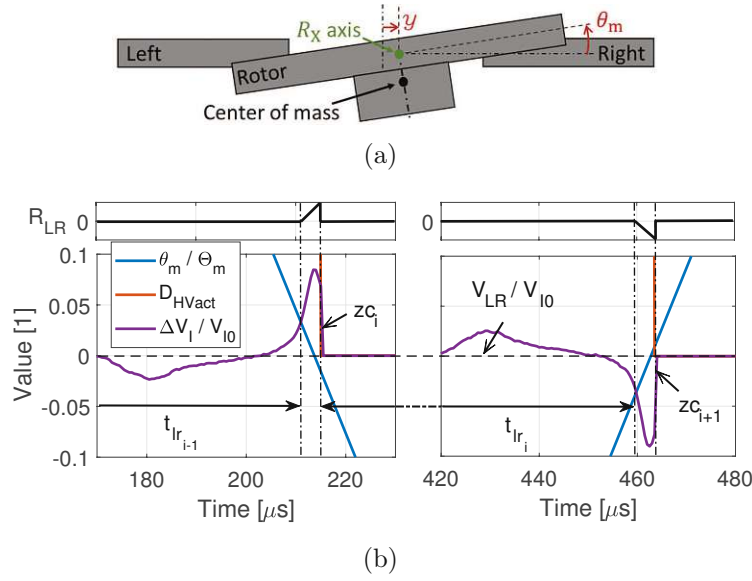 R_X axis
y
θ_m
Left
Rotor
Right
Center of mass
(a)
R_LR
0
0
0.1
0.05
0
-0.05
-0.1
Value [1]
θ_m / Θ_m
D_HVact
ΔV_I / V_I0
zc_i
t_lr_i-1
V_LR / V_I0
zc_i+1
t_lr_i
180
200
220
420
440
460
480
Time [μs]
Time [μs]
(b)